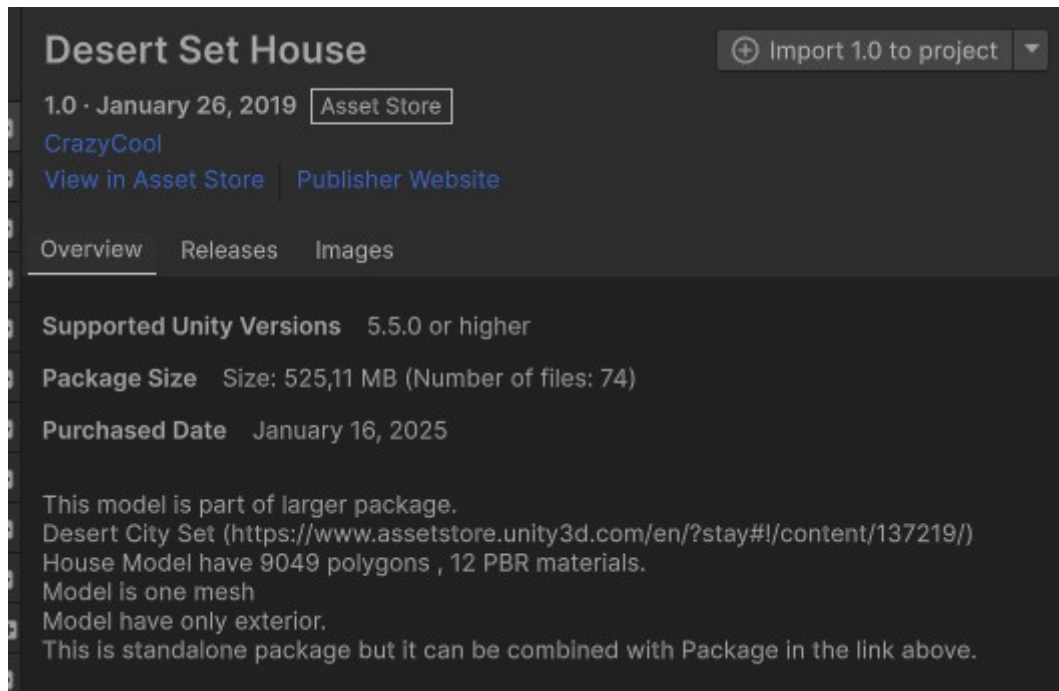 Desert Set House
Import 1.0 to project
1.0 · January 26, 2019 Asset Store
CrazyCool
View in Asset Store Publisher Website
Overview Releases Images
Supported Unity Versions 5.5.0 or higher
Package Size Size: 525,11 MB (Number of files: 74)
Purchased Date January 16, 2025
This model is part of larger package.
Desert City Set (https://www.assetstore.unity3d.com/en/?stay#!/content/137219/)
House Model have 9049 polygons , 12 PBR materials.
Model is one mesh
Model have only exterior.
This is standalone package but it can be combined with Package in the link above.